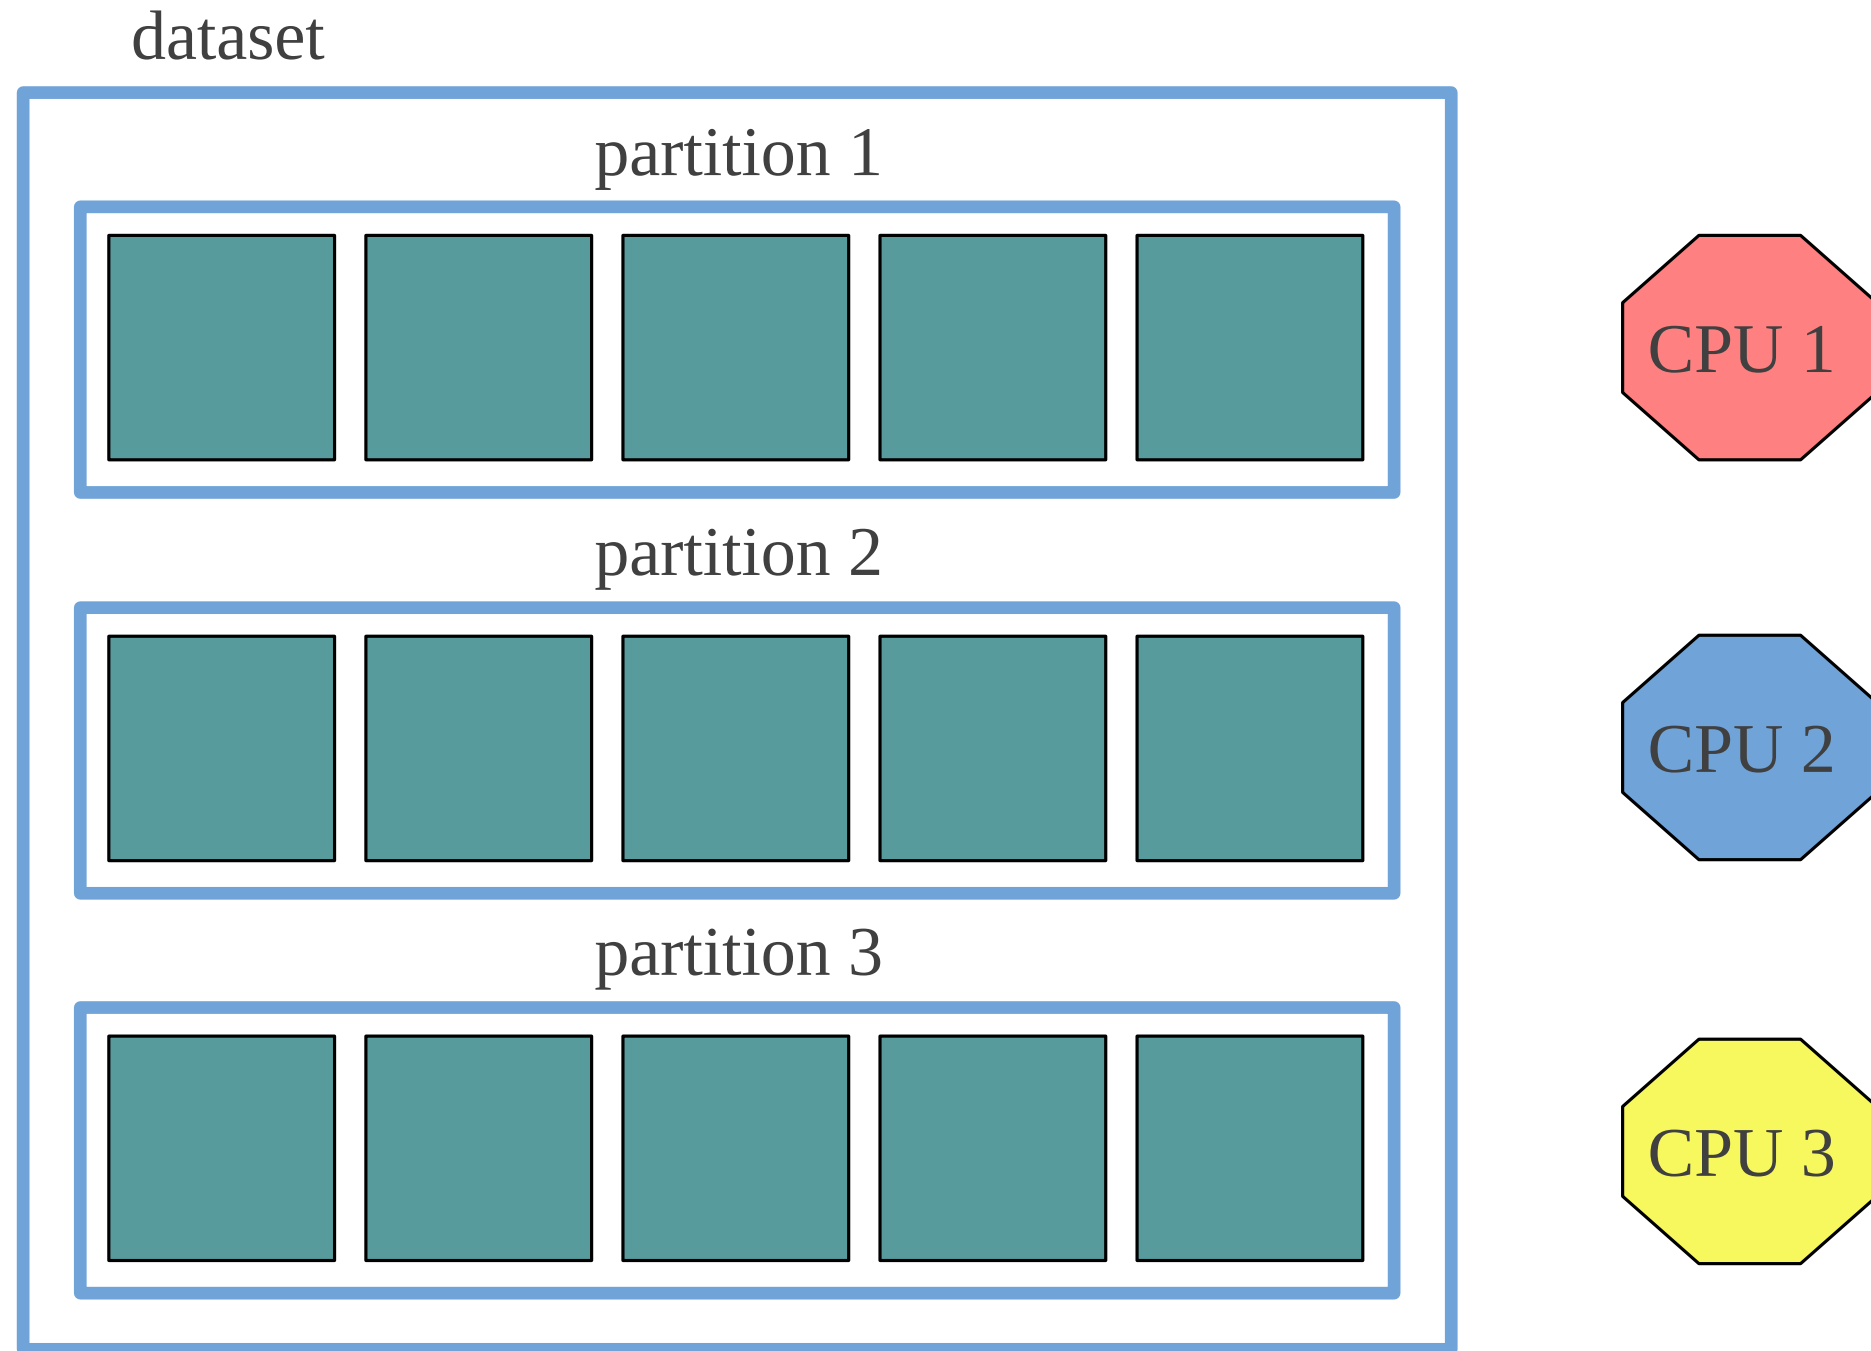 dataset
partition 1
CPU 1
partition 2
CPU 2
partition 3
CPU 3